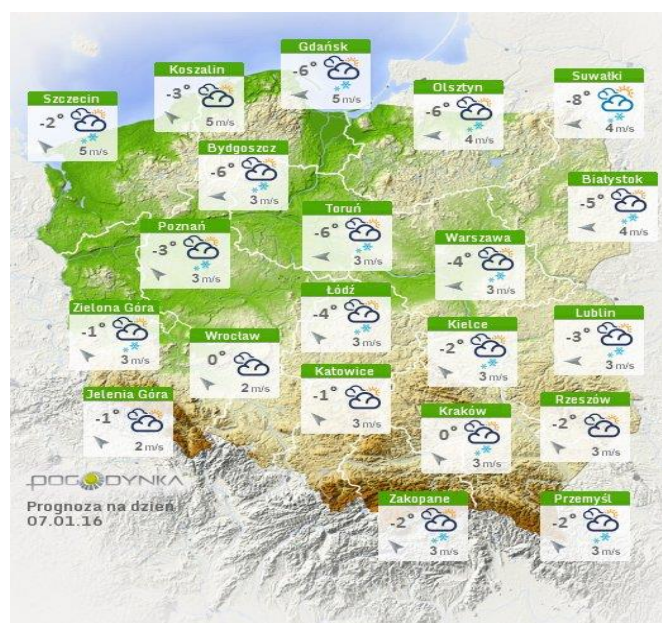 Gdańsk
-6°
5 m/s
Koszalin
-3°
5 m/s
Szczecin
-2°
5 m/s
Olsztyn
-6°
4 m/s
Suwałki
-8°
4 m/s
Bydgoszcz
-6°
3 m/s
Białystok
-5°
4 m/s
Toruń
-6°
3 m/s
Poznań
-3°
3 m/s
Warszawa
-4°
3 m/s
Łódź
-4°
3 m/s
Zielona Góra
-1°
3 m/s
Wrocław
0°
2 m/s
Kielce
-2°
3 m/s
Lublin
-3°
3 m/s
Katowice
-1°
3 m/s
Jelenia Góra
-1°
2 m/s
Kraków
0°
3 m/s
Rzeszów
-2°
3 m/s
POGODYNKA
Prognoza na dzień
07.01.16
Zakopane
-2°
3 m/s
Przemyśl
-2°
3 m/s